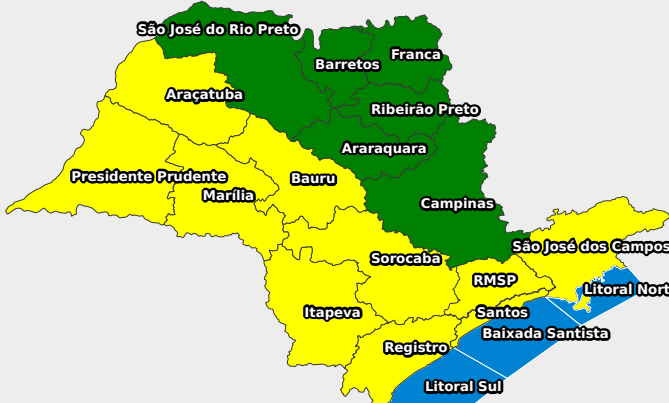 São José do Rio Preto
Franca
Barretos
Araçatuba
Ribeirão Preto
Araraquara
Presidente Prudente
Bauru
Marília
Campinas
São José dos Campos
Sorocaba
RMSP
Litoral Nort
Itapeva
Santos
Baixada Santista
Registro
Litoral Sul